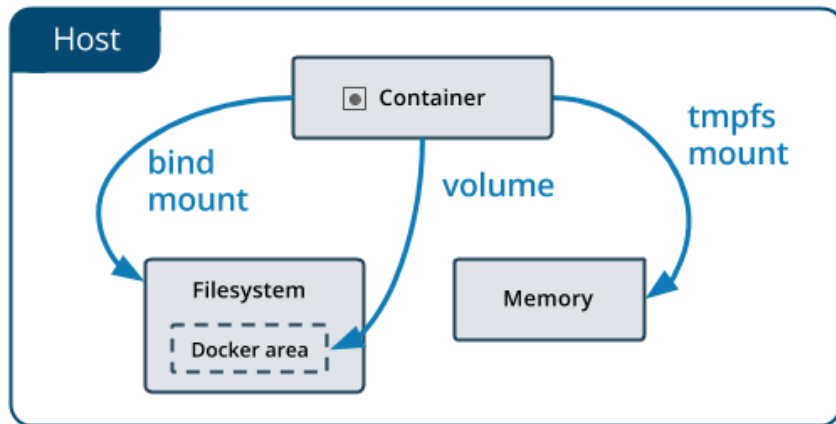 Host
Container
bind
mount
volume
tmpfs
mount
Filesystem
Docker area
Memory